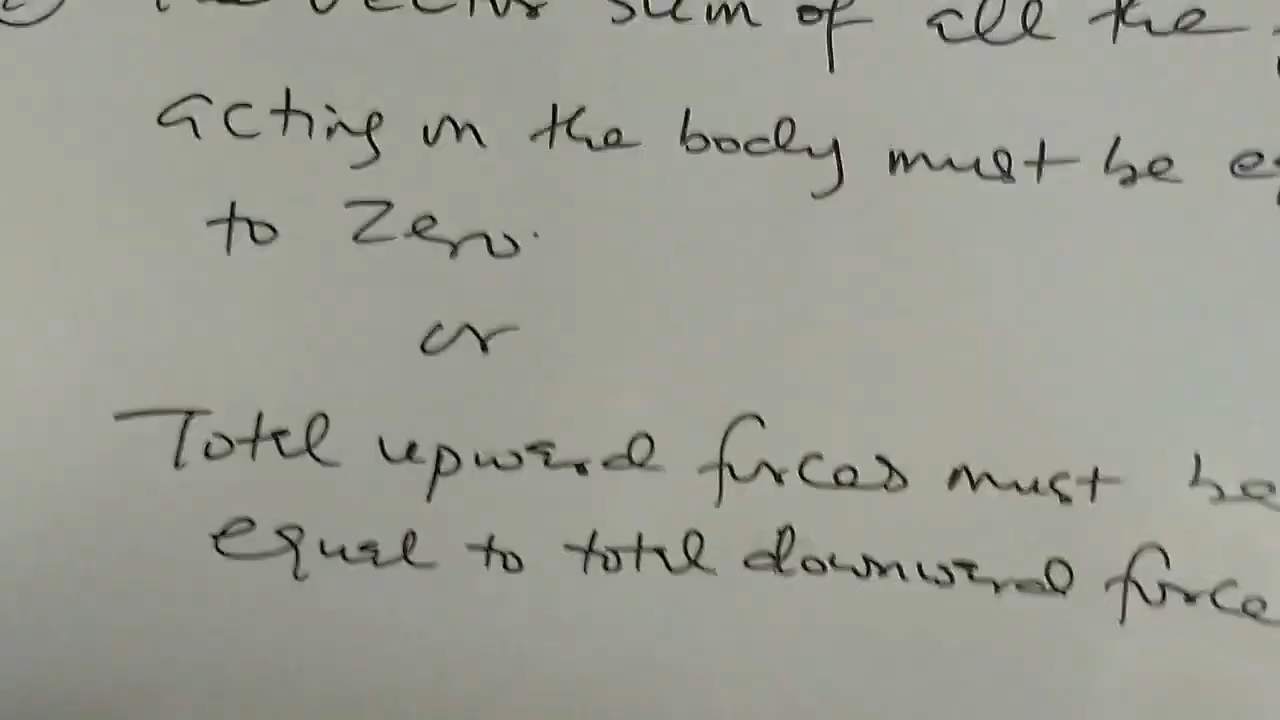 The vector sum of all the
acting on the body must be
to Zero.
or
Total upward forces must be
equal to total downward force